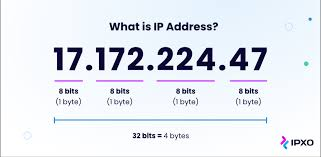 What is IP Address?
17.172.224.47
8 bits 8 bits 8 bits 8 bits
(1 byte) (1 byte) (1 byte) (1 byte)
32 bits = 4 bytes
IPXO